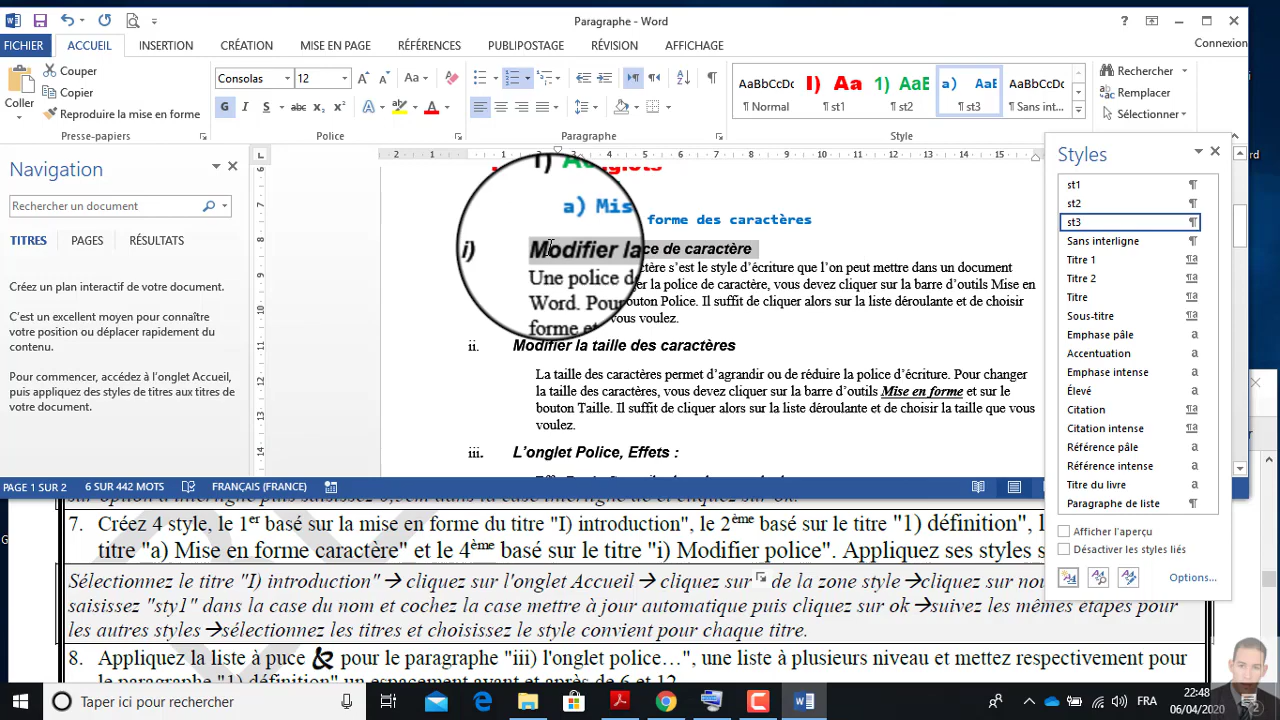 Paragraphe - Word
FICHIER ACCUEIL INSERTION CRÉATION MISE EN PAGE RÉFÉRENCES PUBLIPOSTAGE RÉVISION AFFICHAGE Connexion
Coller
Couper
Copier
Reproduire la mise en forme
Presse-papiers
Consolas 12
G I S abc x₂ x²
Police
Paragraphe
AaBbCcDc I) Aa 1) AaE a) AaE AaBbCcDc
¶ Normal ¶ st1 ¶ st2 ¶ st3 ¶ Sans int...
Style
Rechercher
Remplacer
Sélectionner
Navigation
Rechercher un document
TITRES PAGES RÉSULTATS
Créez un plan interactif de votre document.
C'est un excellent moyen pour connaître
votre position ou déplacer rapidement du
contenu.
Pour commencer, accédez à l'onglet Accueil,
puis appliquez des styles de titres aux titres
de votre document.
a) Mis forme des caractères
i) Modifier la ce de caractère
Une police d ctère s'est le style d'écriture que l'on peut mettre dans un document
Word. Pou er la police de caractère, vous devez cliquer sur la barre d'outils Mise en
forme et outon Police. Il suffit de cliquer alors sur la liste déroulante et de choisir
vous voulez.
ii. Modifier la taille des caractères
La taille des caractères permet d'agrandir ou de réduire la police d'écriture. Pour changer
la taille des caractères, vous devez cliquer sur la barre d'outils Mise en forme et sur le
bouton Taille. Il suffit de cliquer alors sur la liste déroulante et de choisir la taille que vous
voulez.
iii. L'onglet Police, Effets :
Styles
st1
st2
st3
Sans interligne
Titre 1
Titre 2
Titre
Sous-titre
Emphase pâle
Accentuation
Emphase intense
Élevé
Citation
Citation intense
Référence pâle
Référence intense
Titre du livre
Paragraphe de liste
Afficher l'aperçu
Désactiver les styles liés
Options...
PAGE 1 SUR 2 6 SUR 442 MOTS FRANÇAIS (FRANCE)
7. Créez 4 style, le 1er basé sur la mise en forme du titre "I) introduction", le 2ème basé sur le titre "1) définition", l
titre "a) Mise en forme caractère" et le 4ème basé sur le titre "i) Modifier police". Appliquez ses styles s
Sélectionnez le titre "I) introduction"→ cliquez sur l'onglet Accueil→ cliquez sur de la zone style→cliquez sur nou
saisissez "sty1" dans la case du nom et cochez la case mettre à jour automatique puis cliquez sur ok→suivez les mêmes étapes pour
les autres styles→sélectionnez les titres et choisissez le style convient pour chaque titre.
8. Appliquez la liste à puce & pour le paragraphe "iii) l'onglet police…", une liste à plusieurs niveau et mettez respectivement pour
le paragraphe "1) définition" un espacement avant et après de 6 et 12
Taper ici pour rechercher
FRA
22:48
06/04/2020